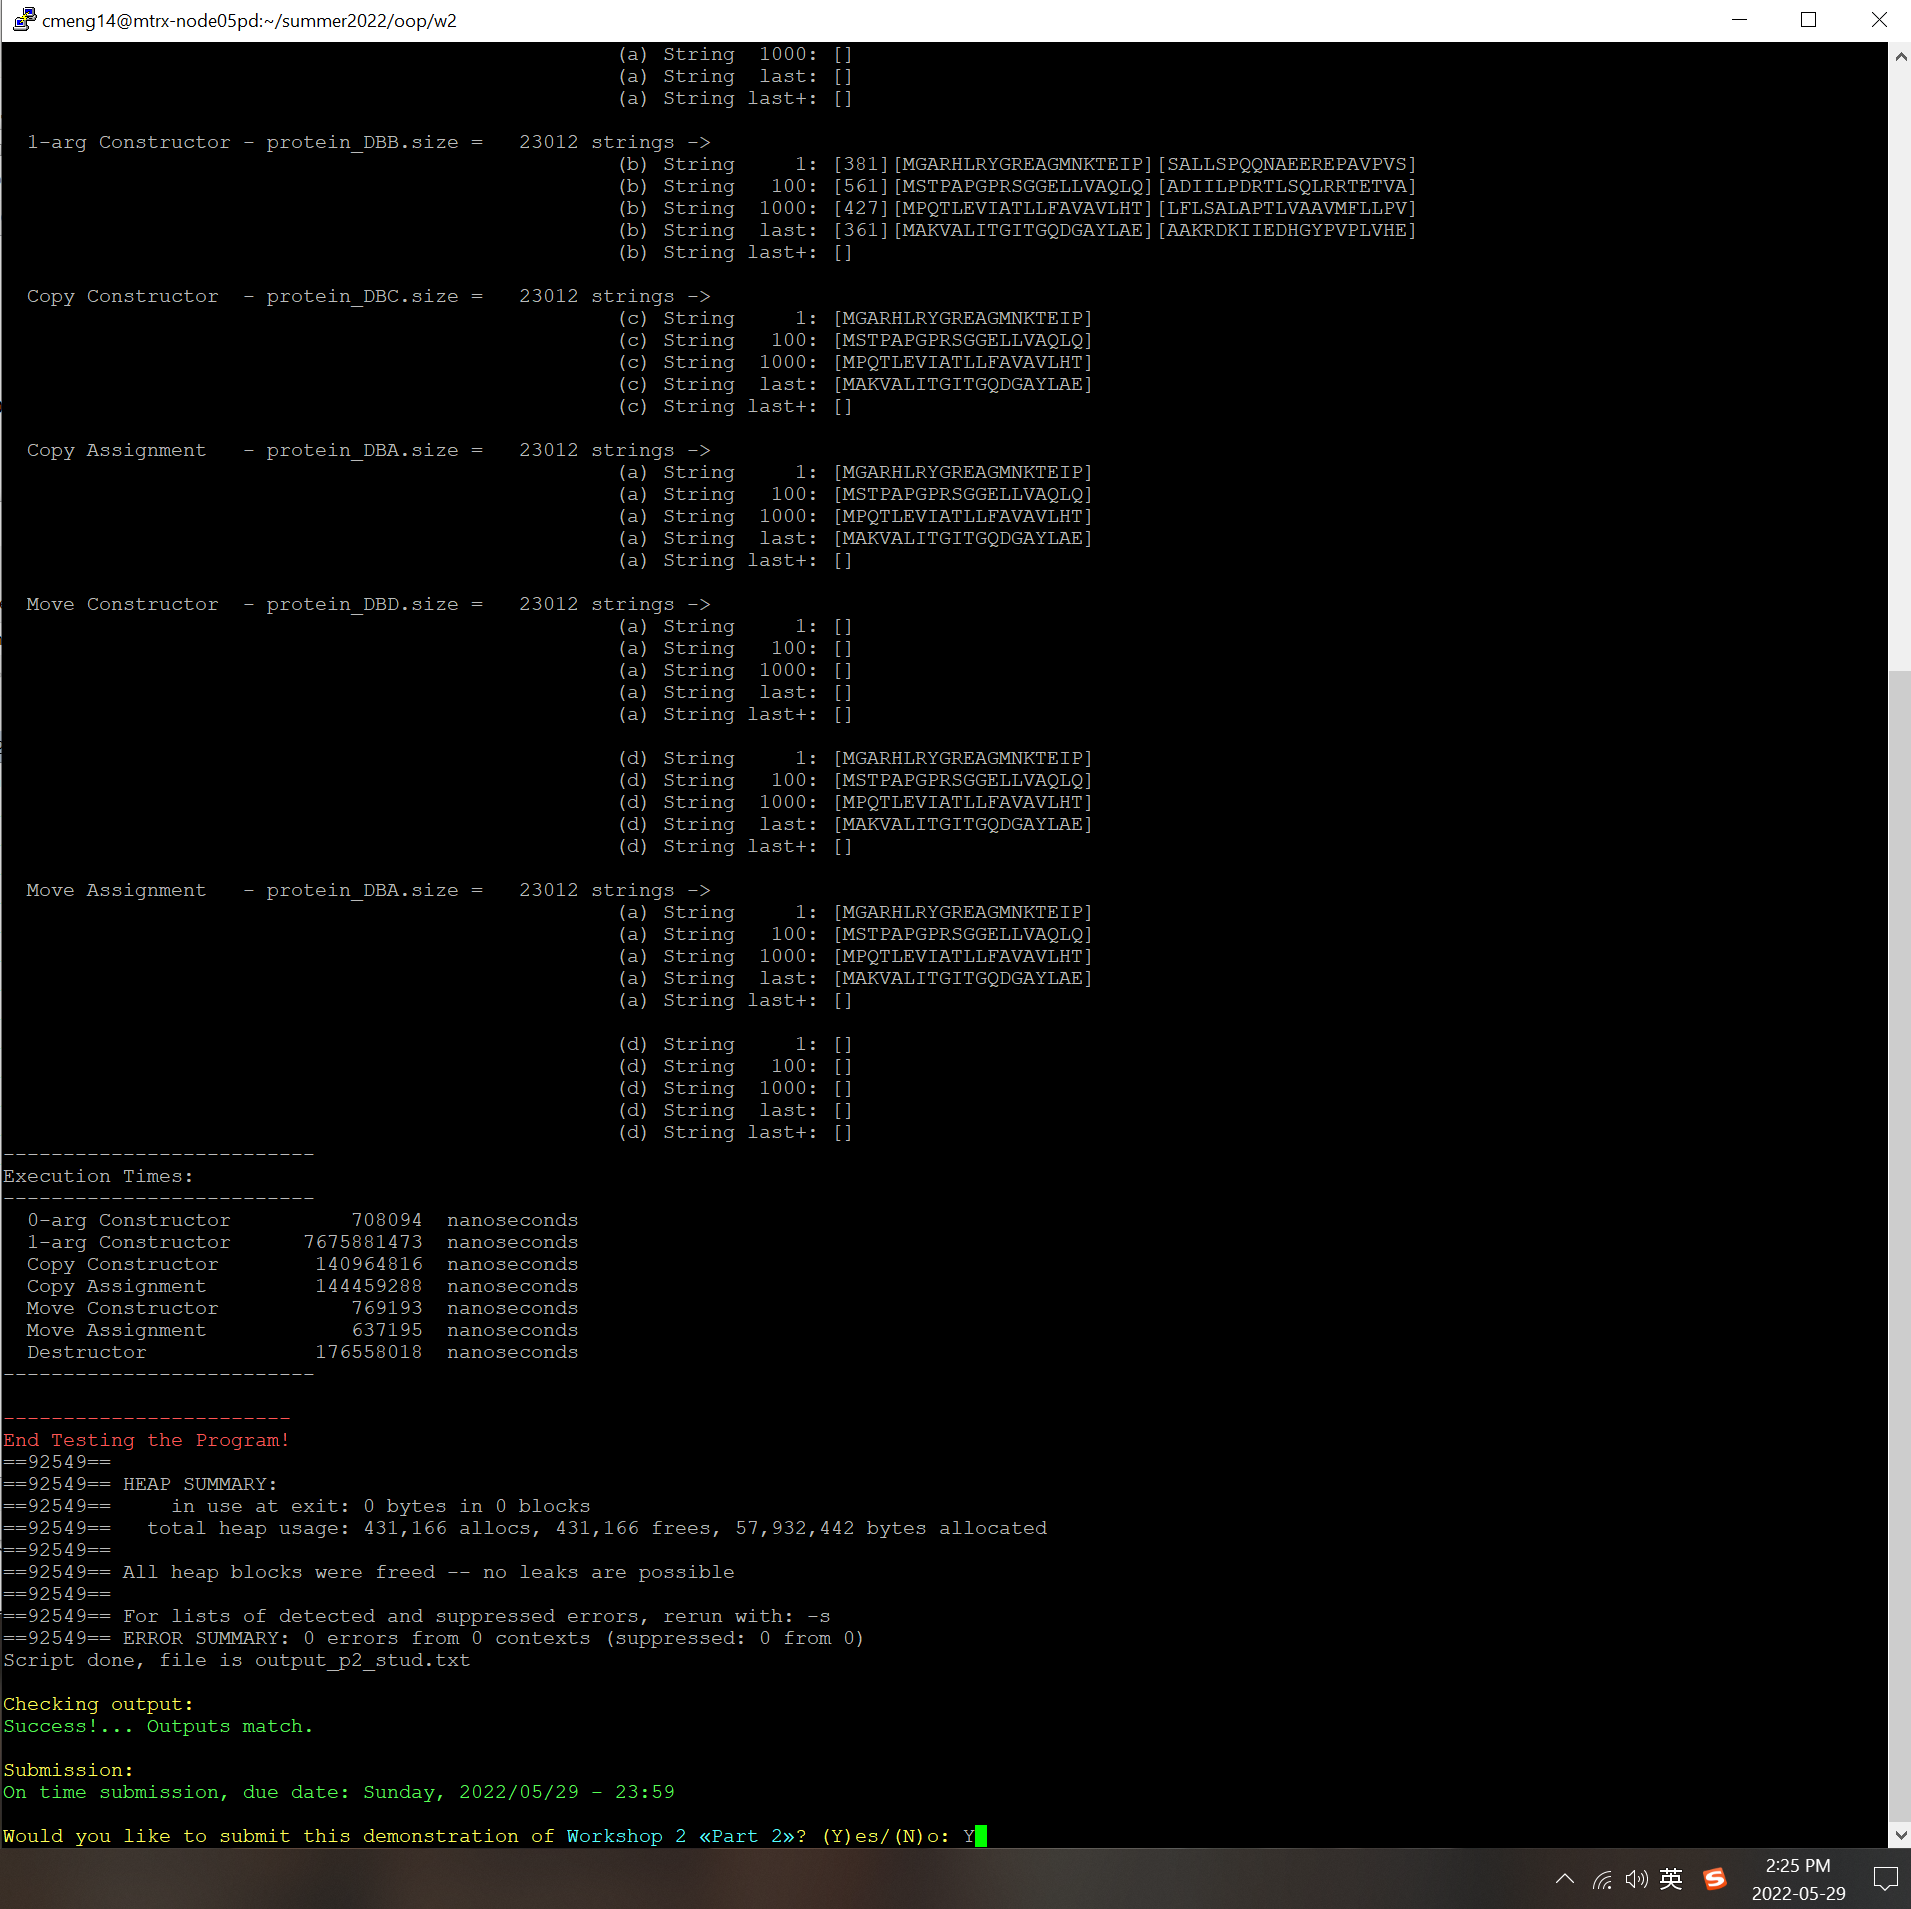 cmeng14@mtrx-node05pd:~/summer2022/oop/w2
(a) String  1000: []
(a) String  last: []
(a) String last+: []
1-arg Constructor - protein_DBB.size =   23012 strings ->
(b) String     1: [381][MGARHLRYGREAGMNKTEIP][SALLSPQQNAEEREPAVPVS]
(b) String   100: [561][MSTPAPGPRSGGELLVAQLQ][ADIILPDRTLSQLRRTETVA]
(b) String  1000: [427][MPQTLEVIATLLFAVAVLHT][LFLSALAPTLVAAVMFLLPV]
(b) String  last: [361][MAKVALITGITGQDGAYLAE][AAKRDKIIEDHGYPVPLVHE]
(b) String last+: []
Copy Constructor  - protein_DBC.size =   23012 strings ->
(c) String     1: [MGARHLRYGREAGMNKTEIP]
(c) String   100: [MSTPAPGPRSGGELLVAQLQ]
(c) String  1000: [MPQTLEVIATLLFAVAVLHT]
(c) String  last: [MAKVALITGITGQDGAYLAE]
(c) String last+: []
Copy Assignment   - protein_DBA.size =   23012 strings ->
(a) String     1: [MGARHLRYGREAGMNKTEIP]
(a) String   100: [MSTPAPGPRSGGELLVAQLQ]
(a) String  1000: [MPQTLEVIATLLFAVAVLHT]
(a) String  last: [MAKVALITGITGQDGAYLAE]
(a) String last+: []
Move Constructor  - protein_DBD.size =   23012 strings ->
(a) String     1: []
(a) String   100: []
(a) String  1000: []
(a) String  last: []
(a) String last+: []
(d) String     1: [MGARHLRYGREAGMNKTEIP]
(d) String   100: [MSTPAPGPRSGGELLVAQLQ]
(d) String  1000: [MPQTLEVIATLLFAVAVLHT]
(d) String  last: [MAKVALITGITGQDGAYLAE]
(d) String last+: []
Move Assignment   - protein_DBA.size =   23012 strings ->
(a) String     1: [MGARHLRYGREAGMNKTEIP]
(a) String   100: [MSTPAPGPRSGGELLVAQLQ]
(a) String  1000: [MPQTLEVIATLLFAVAVLHT]
(a) String  last: [MAKVALITGITGQDGAYLAE]
(a) String last+: []
(d) String     1: []
(d) String   100: []
(d) String  1000: []
(d) String  last: []
(d) String last+: []
--------------------------
Execution Times:
--------------------------
0-arg Constructor          708094  nanoseconds
1-arg Constructor      7675881473  nanoseconds
Copy Constructor        140964816  nanoseconds
Copy Assignment         144459288  nanoseconds
Move Constructor           769193  nanoseconds
Move Assignment            637195  nanoseconds
Destructor              176558018  nanoseconds
--------------------------
------------------------
End Testing the Program!
==92549==
==92549== HEAP SUMMARY:
==92549==     in use at exit: 0 bytes in 0 blocks
==92549==   total heap usage: 431,166 allocs, 431,166 frees, 57,932,442 bytes allocated
==92549==
==92549== All heap blocks were freed -- no leaks are possible
==92549==
==92549== For lists of detected and suppressed errors, rerun with: -s
==92549== ERROR SUMMARY: 0 errors from 0 contexts (suppressed: 0 from 0)
Script done, file is output_p2_stud.txt
Checking output:
Success!... Outputs match.
Submission:
On time submission, due date: Sunday, 2022/05/29 - 23:59
Would you like to submit this demonstration of Workshop 2 «Part 2»? (Y)es/(N)o: Y
英 S
2:25 PM
2022-05-29